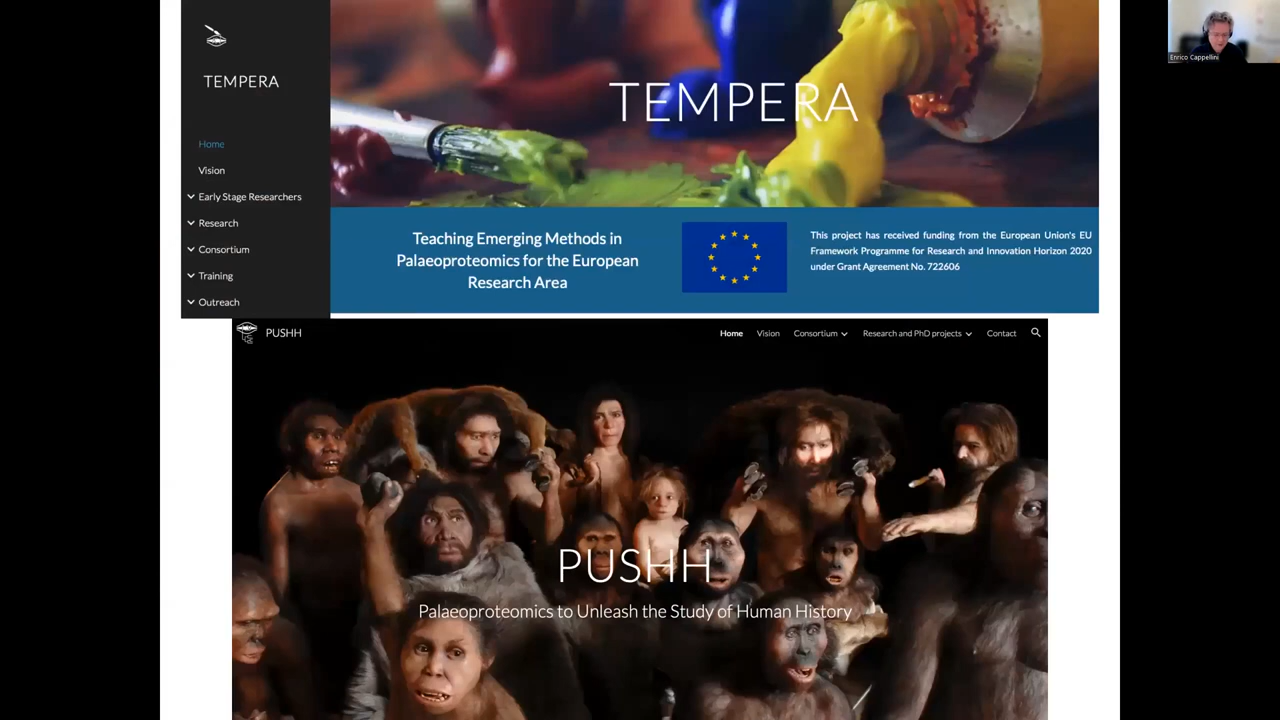 TEMPERA
Home
Vision
Early Stage Researchers
Research
Consortium
Training
Outreach
TEMPERA
Teaching Emerging Methods in
Palaeoproteomics for the European
Research Area
This project has received funding from the European Union's EU
Framework Programme for Research and Innovation Horizon 2020
under Grant Agreement No. 722606
Enrico Cappellini
PUSHH
Home Vision Consortium Research and PhD projects Contact
PUSHH
Palaeoproteomics to Unleash the Study of Human History